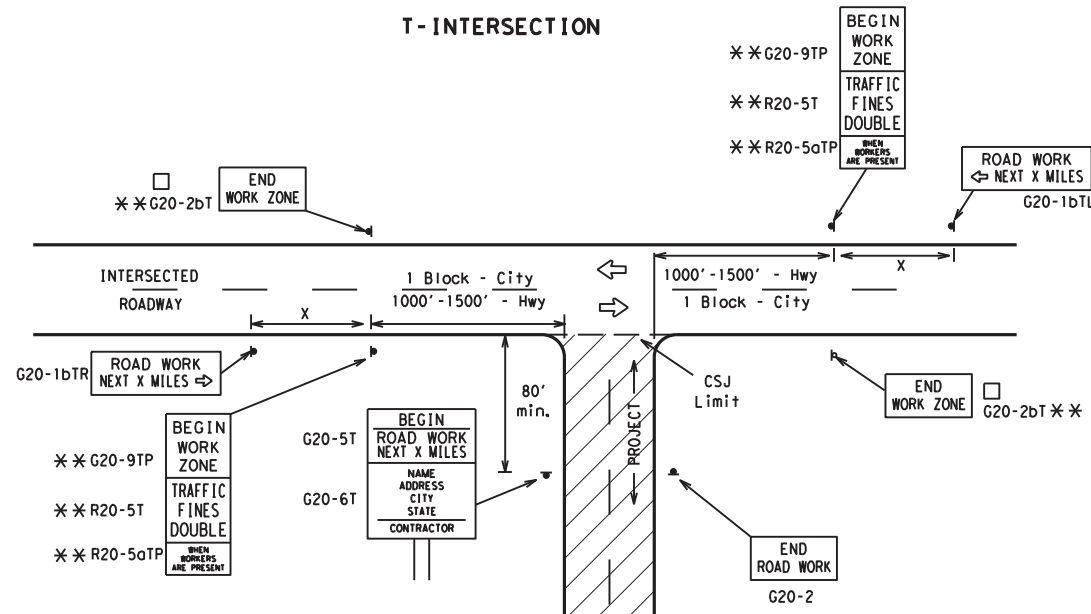 T-INTERSECTION
BEGIN
WORK
ZONE
TRAFFIC
FINES
DOUBLE
WHEN
WORKERS
ARE PRESENT
**G20-9TP
**R20-5T
**R20-5aTP
ROAD WORK
⇦ NEXT X MILES
G20-1bTL
END
WORK ZONE
□
**G20-2bT
INTERSECTED
ROADWAY
1 Block - City
1000'-1500' - Hwy
X
1000'-1500' - Hwy
1 Block - City
X
G20-1bTR
ROAD WORK
NEXT X MILES ⇨
80'
min.
CSJ
Limit
PROJECT
END
WORK ZONE
□
G20-2bT **
BEGIN
WORK
ZONE
TRAFFIC
FINES
DOUBLE
WHEN
WORKERS
ARE PRESENT
**G20-9TP
**R20-5T
**R20-5aTP
G20-5T
BEGIN
ROAD WORK
NEXT X MILES
G20-6T
NAME
ADDRESS
CITY
STATE
CONTRACTOR
END
ROAD WORK
G20-2